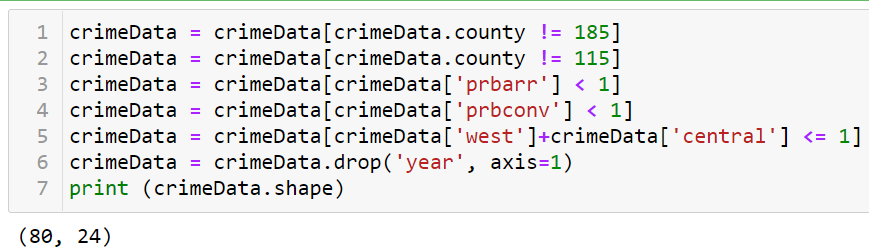 1 crimeData = crimeData[crimeData.county != 185]
2 crimeData = crimeData[crimeData.county != 115]
3 crimeData = crimeData[crimeData['prbarr'] < 1]
4 crimeData = crimeData[crimeData['prbconv'] < 1]
5 crimeData = crimeData[crimeData['west']+crimeData['central'] <= 1]
6 crimeData = crimeData.drop('year', axis=1)
7 print (crimeData.shape)
(80, 24)